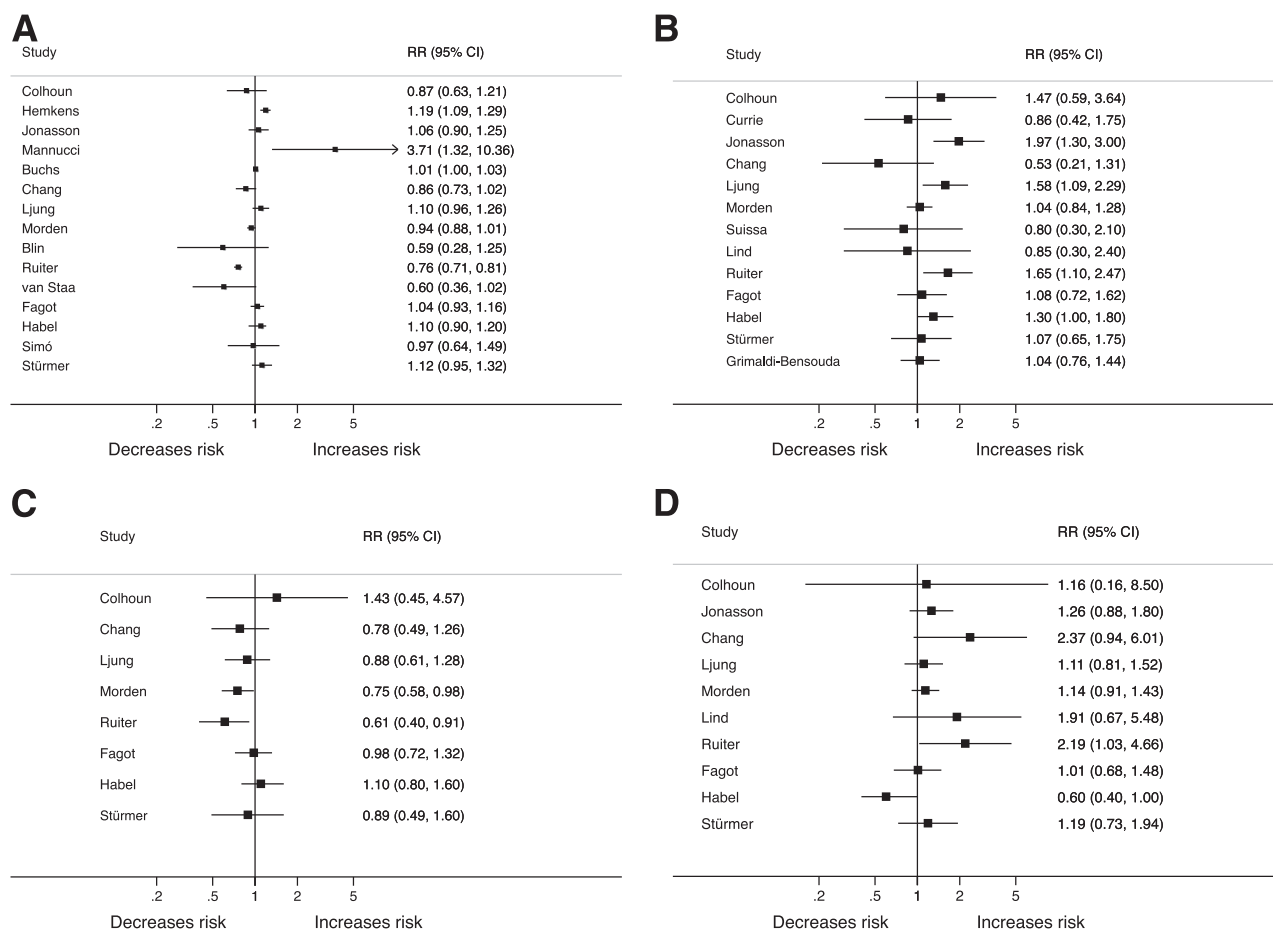 A
Study RR (95% CI)
Colhoun 0.87 (0.63, 1.21)
Hemkens 1.19 (1.09, 1.29)
Jonasson 1.06 (0.90, 1.25)
Mannucci 3.71 (1.32, 10.36)
Buchs 1.01 (1.00, 1.03)
Chang 0.86 (0.73, 1.02)
Ljung 1.10 (0.96, 1.26)
Morden 0.94 (0.88, 1.01)
Blin 0.59 (0.28, 1.25)
Ruiter 0.76 (0.71, 0.81)
van Staa 0.60 (0.36, 1.02)
Fagot 1.04 (0.93, 1.16)
Habel 1.10 (0.90, 1.20)
Simó 0.97 (0.64, 1.49)
Stürmer 1.12 (0.95, 1.32)
.2 .5 1 2 5
Decreases risk Increases risk
B
Study RR (95% CI)
Colhoun 1.47 (0.59, 3.64)
Currie 0.86 (0.42, 1.75)
Jonasson 1.97 (1.30, 3.00)
Chang 0.53 (0.21, 1.31)
Ljung 1.58 (1.09, 2.29)
Morden 1.04 (0.84, 1.28)
Suissa 0.80 (0.30, 2.10)
Lind 0.85 (0.30, 2.40)
Ruiter 1.65 (1.10, 2.47)
Fagot 1.08 (0.72, 1.62)
Habel 1.30 (1.00, 1.80)
Stürmer 1.07 (0.65, 1.75)
Grimaldi-Bensouda 1.04 (0.76, 1.44)
.2 .5 1 2 5
Decreases risk Increases risk
C
Study RR (95% CI)
Colhoun 1.43 (0.45, 4.57)
Chang 0.78 (0.49, 1.26)
Ljung 0.88 (0.61, 1.28)
Morden 0.75 (0.58, 0.98)
Ruiter 0.61 (0.40, 0.91)
Fagot 0.98 (0.72, 1.32)
Habel 1.10 (0.80, 1.60)
Stürmer 0.89 (0.49, 1.60)
.2 .5 1 2 5
Decreases risk Increases risk
D
Study RR (95% CI)
Colhoun 1.16 (0.16, 8.50)
Jonasson 1.26 (0.88, 1.80)
Chang 2.37 (0.94, 6.01)
Ljung 1.11 (0.81, 1.52)
Morden 1.14 (0.91, 1.43)
Lind 1.91 (0.67, 5.48)
Ruiter 2.19 (1.03, 4.66)
Fagot 1.01 (0.68, 1.48)
Habel 0.60 (0.40, 1.00)
Stürmer 1.19 (0.73, 1.94)
.2 .5 1 2 5
Decreases risk Increases risk